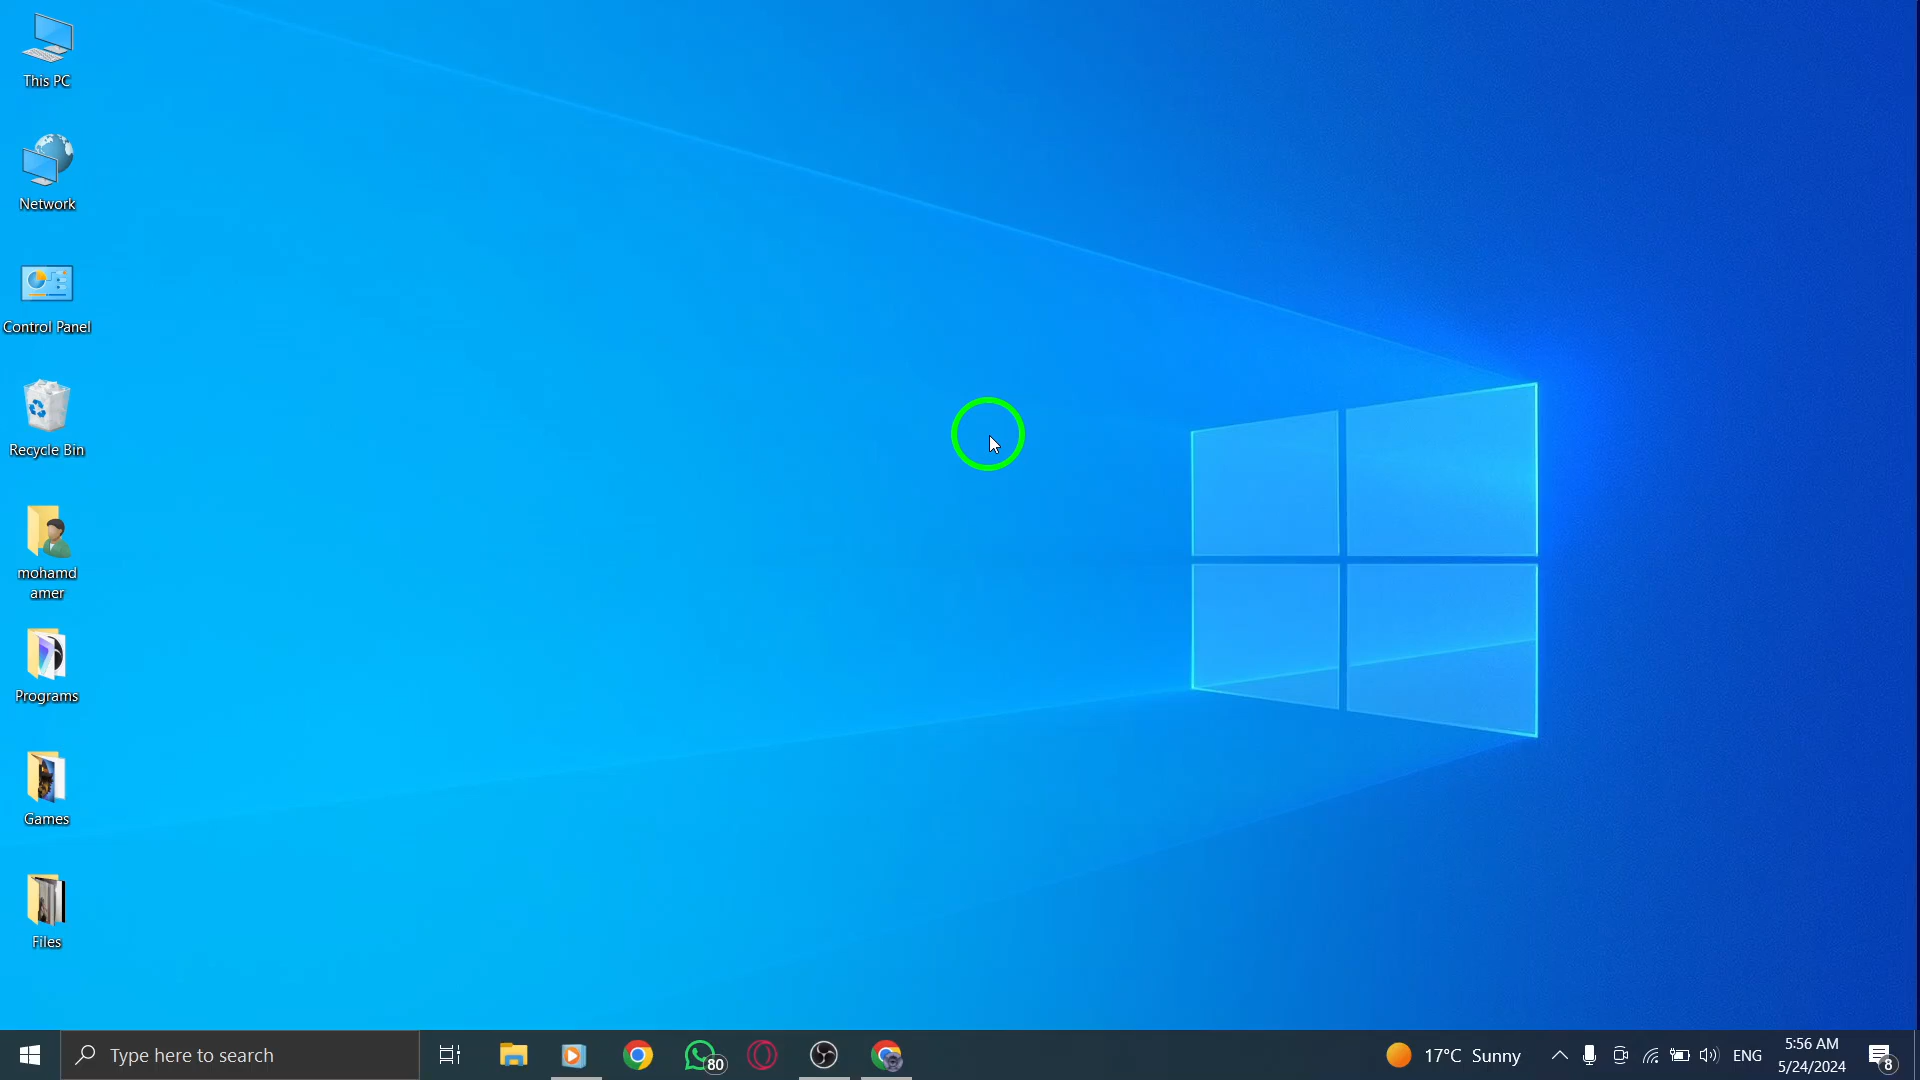 This PC
Network
Control Panel
Recycle Bin
mohamd
amer
Programs
Games
Files
Type here to search
80
17°C Sunny
ENG
5:56 AM
5/24/2024
8